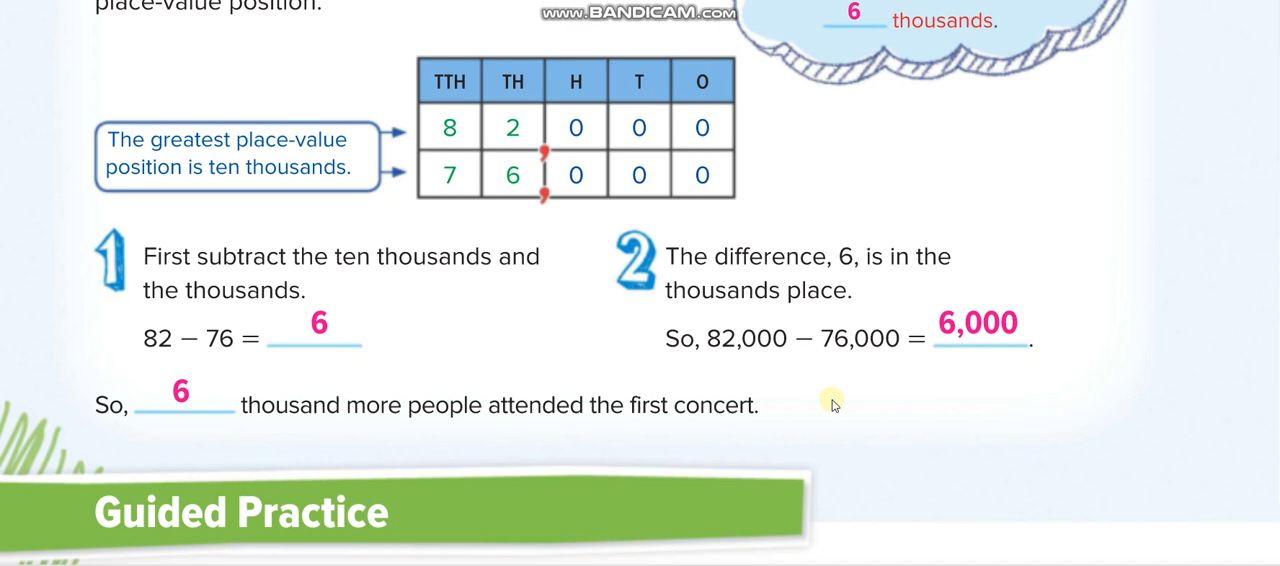 place-value position.
www.BANDICAM.com
6 thousands.
TTH TH H T O
8 2 , 0 0 0
7 6 , 0 0 0
The greatest place-value
position is ten thousands.
1 First subtract the ten thousands and
the thousands.
82 − 76 = 6
2 The difference, 6, is in the
thousands place.
So, 82,000 − 76,000 = 6,000.
So, 6 thousand more people attended the first concert.
Guided Practice